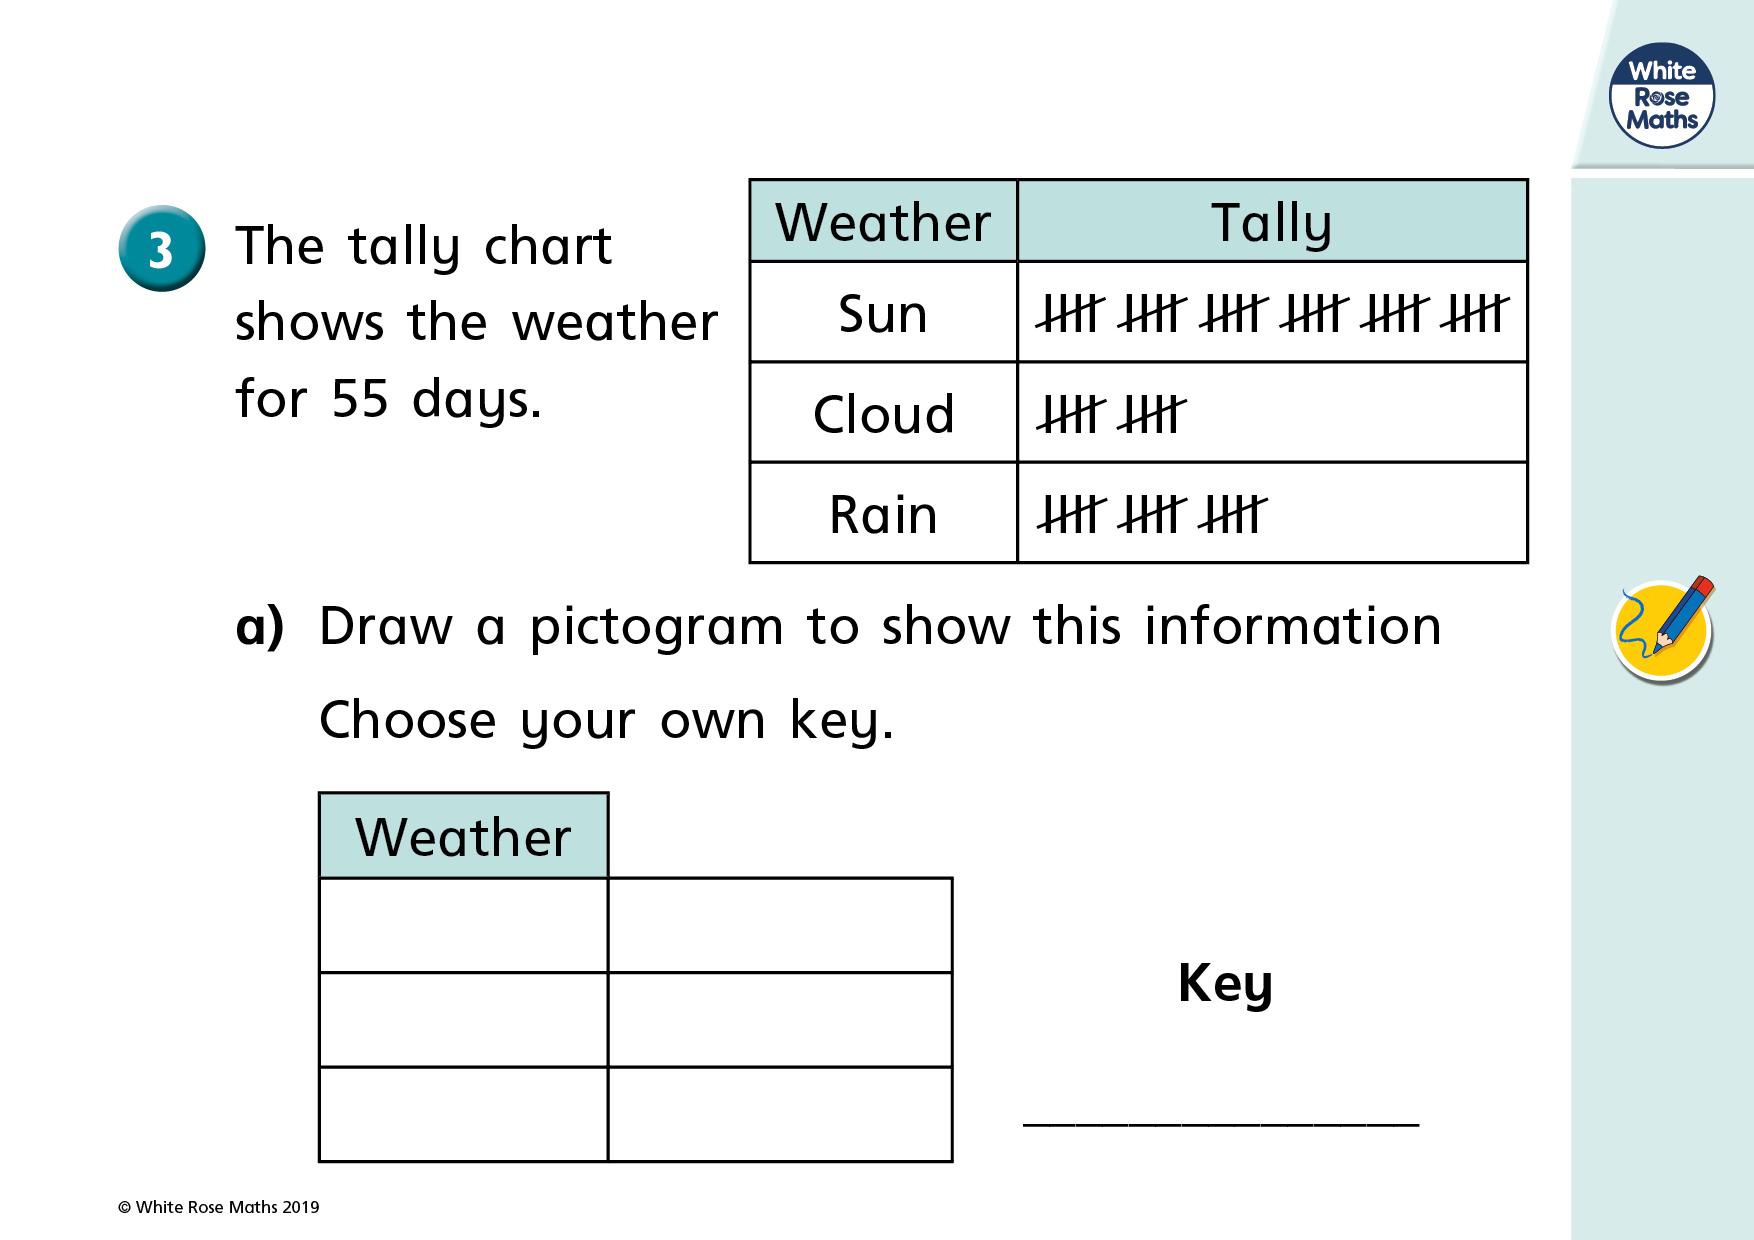 White
Rose
Maths
3 The tally chart
shows the weather
for 55 days.
Weather Tally
Sun
Cloud
Rain
a) Draw a pictogram to show this information
Choose your own key.
Weather
Key
© White Rose Maths 2019